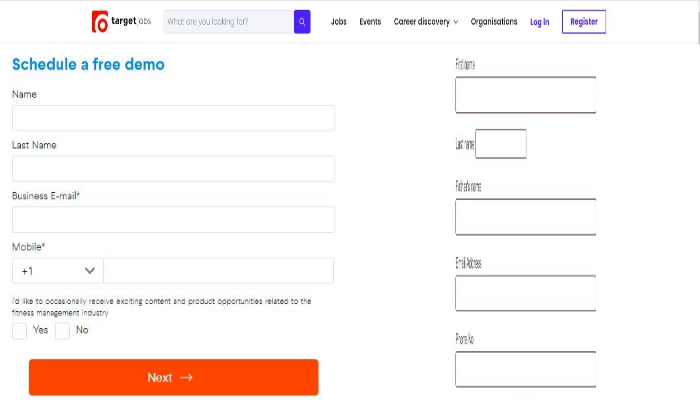 targetjobs What are you looking for? Jobs Events Career discovery Organisations Log in Register
Schedule a free demo
Name
Last Name
Business E-mail*
Mobile*
+1
I'd like to occasionally receive exciting content and product opportunities related to the
fitness management industry
Yes No
Next →
First name
Last name
Father's name
Email Address
Phone No